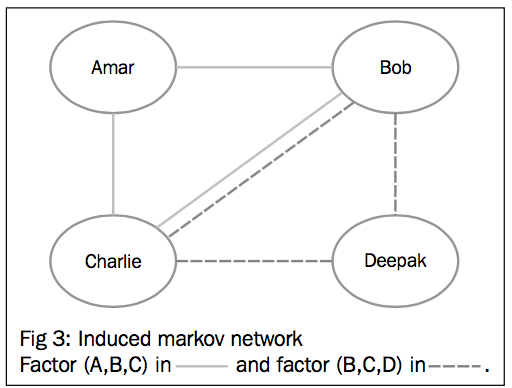 Amar
Bob
Charlie
Deepak
Fig 3: Induced markov network
Factor (A,B,C) in and factor (B,C,D) in .